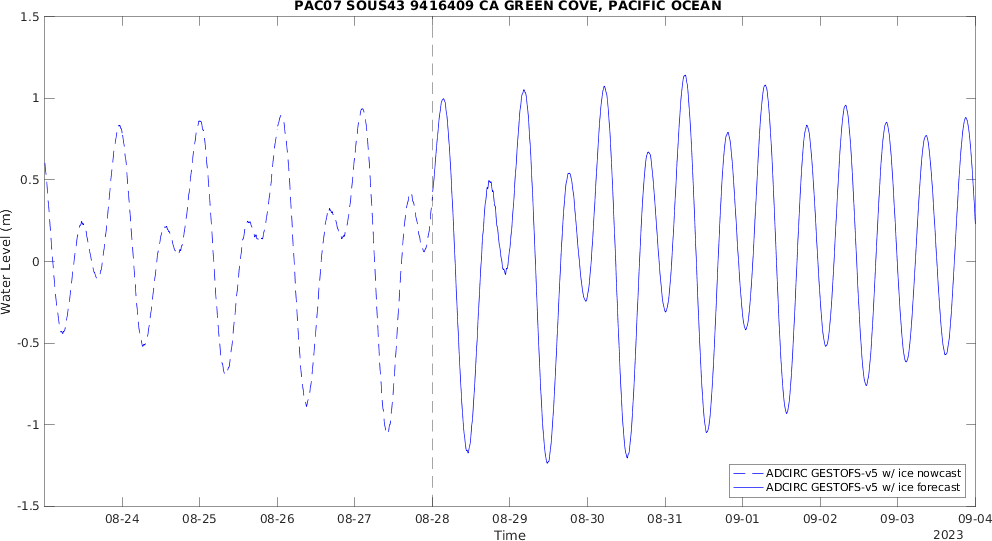 PAC07 SOUS43 9416409 CA GREEN COVE, PACIFIC OCEAN
1.5
1
0.5
0
-0.5
-1
-1.5
Water Level (m)
ADCIRC GESTOFS-v5 w/ ice nowcast
ADCIRC GESTOFS-v5 w/ ice forecast
08-24 08-25 08-26 08-27 08-28 08-29 08-30 08-31 09-01 09-02 09-03 09-04
Time
2023